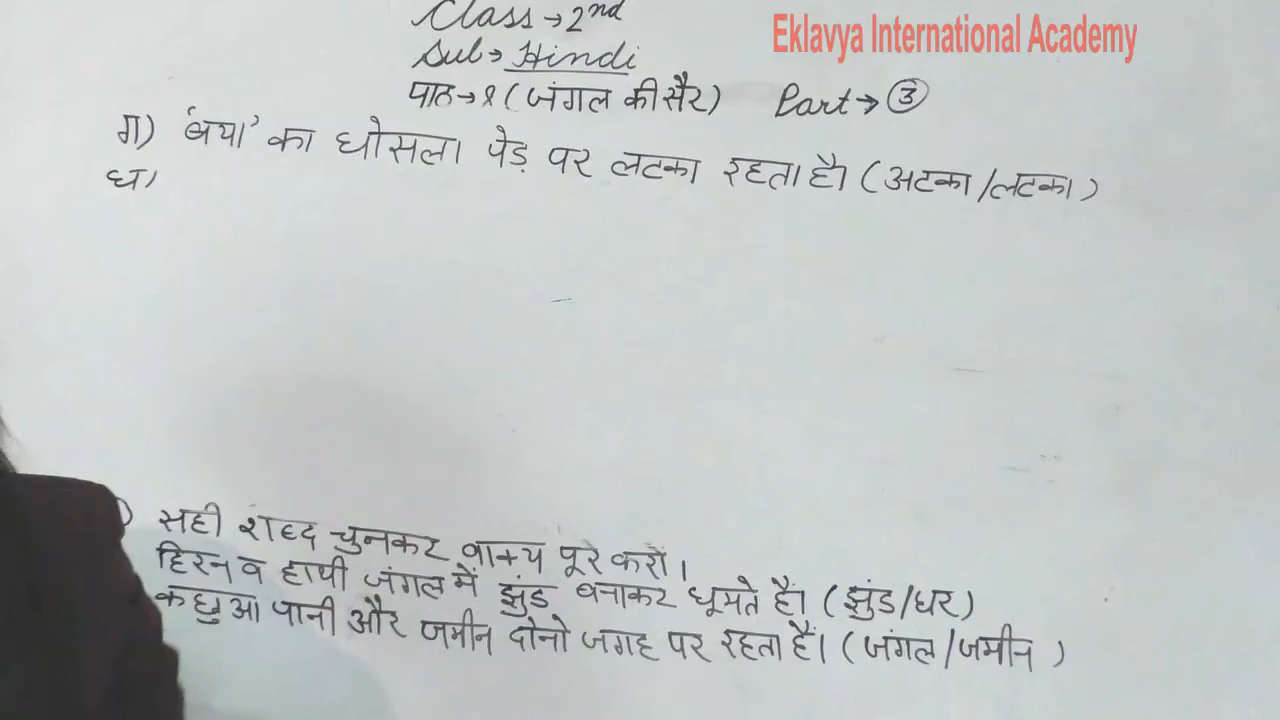 Class → 2nd
Eklavya International Academy
Sub → Hindi
पाठ → १ (जंगल की सैर) Part → ③
ग) 'बया' का घोसला पेड़ पर लटका रहता है। (अटका/लटका)
घ)
) सही शब्द चुनकर वाक्य पूरे करो।
हिरन व हाथी जंगल में झुंड बनाकर घूमते हैं। (झुंड/घर)
कछुआ पानी और जमीन दोनो जगह पर रहता हैं। (जंगल/जमीन)